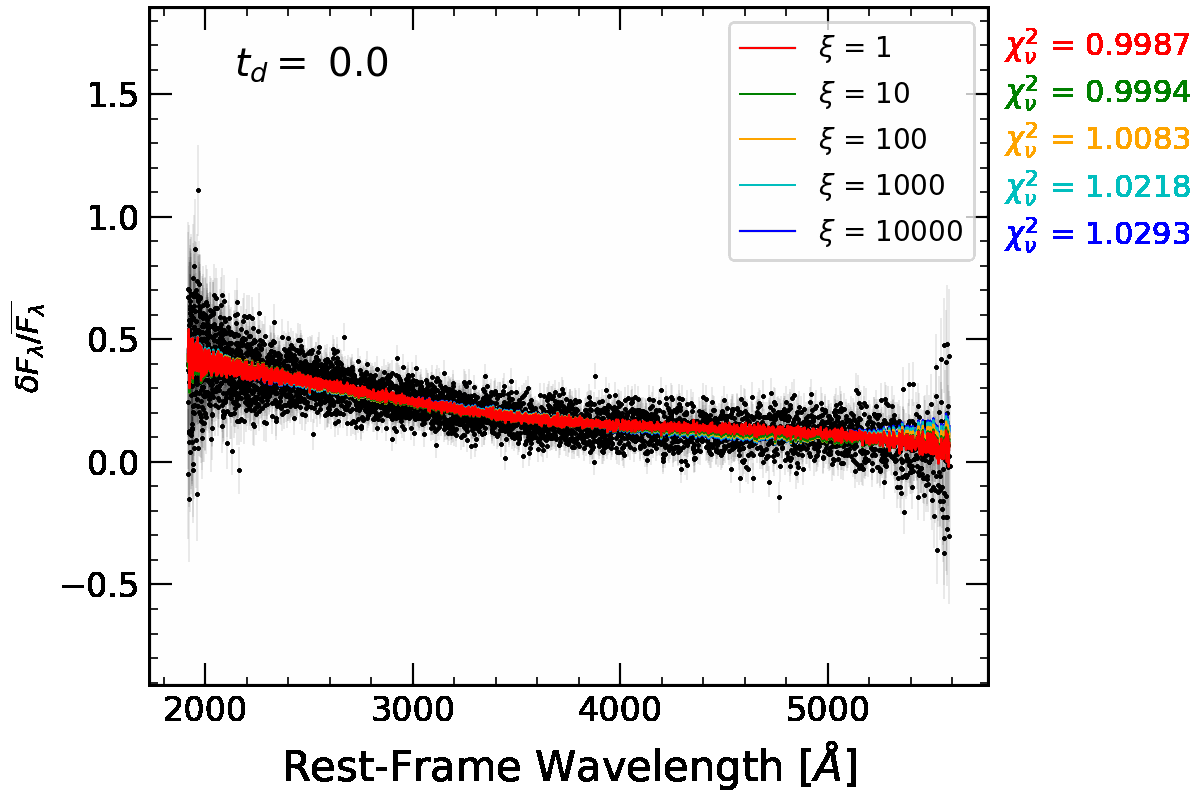 t_d = 0.0
ξ = 1
ξ = 10
ξ = 100
ξ = 1000
ξ = 10000
χ²_ν = 0.9987
χ²_ν = 0.9994
χ²_ν = 1.0083
χ²_ν = 1.0218
χ²_ν = 1.0293
1.5
1.0
0.5
0.0
−0.5
δF_λ/F̅_λ
2000 3000 4000 5000
Rest-Frame Wavelength [Å]